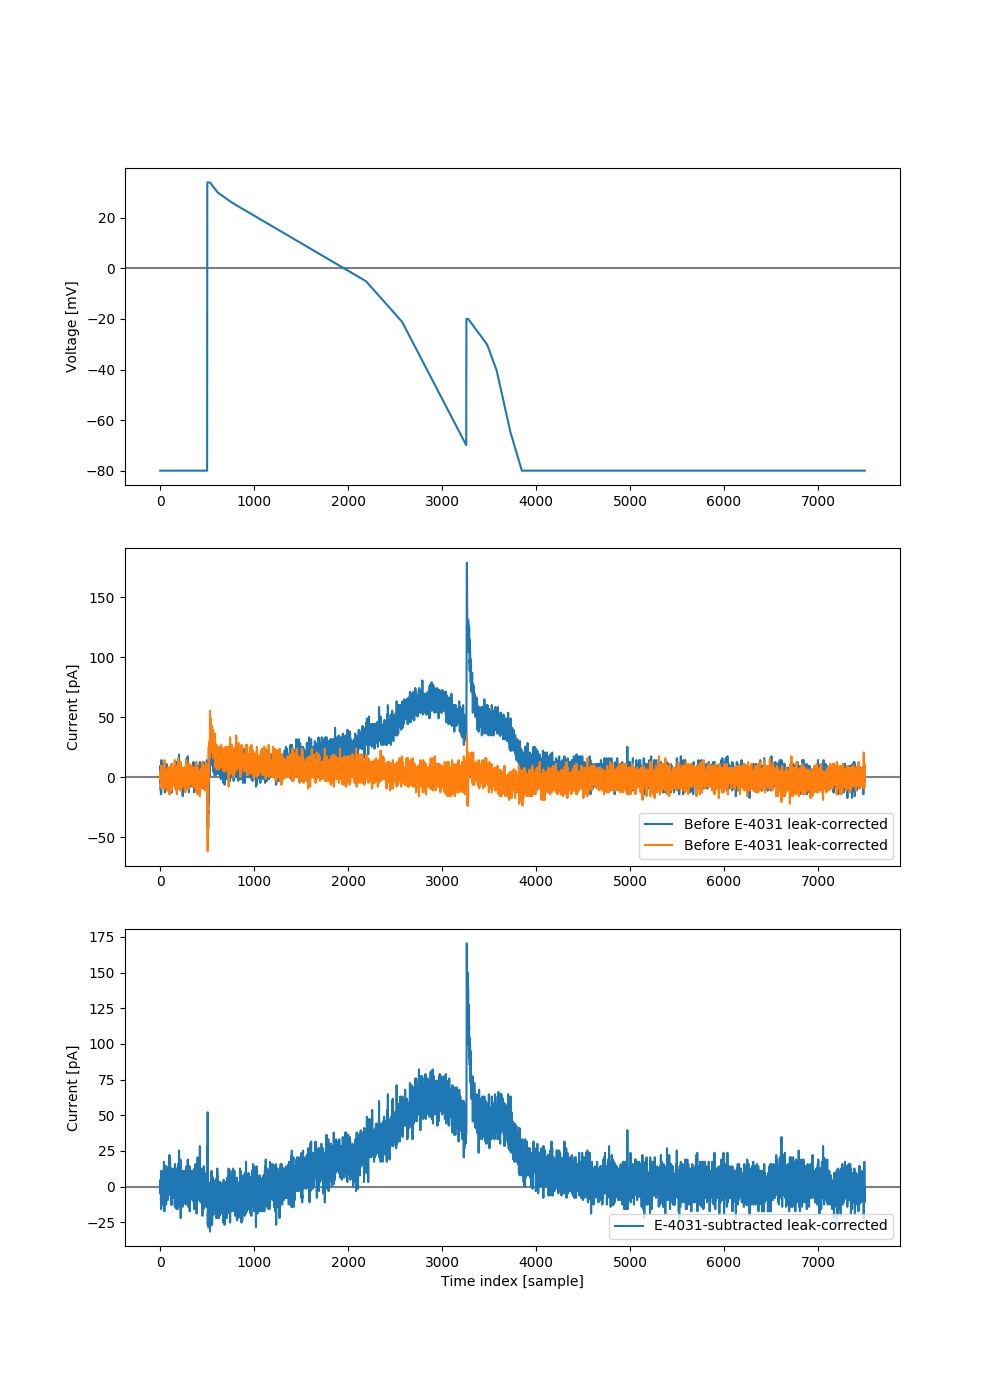 20
0
−20
−40
−60
−80
Voltage [mV]
0 1000 2000 3000 4000 5000 6000 7000
150
100
50
0
−50
Current [pA]
Before E-4031 leak-corrected
Before E-4031 leak-corrected
0 1000 2000 3000 4000 5000 6000 7000
175
150
125
100
75
50
25
0
−25
Current [pA]
E-4031-subtracted leak-corrected
0 1000 2000 3000 4000 5000 6000 7000
Time index [sample]